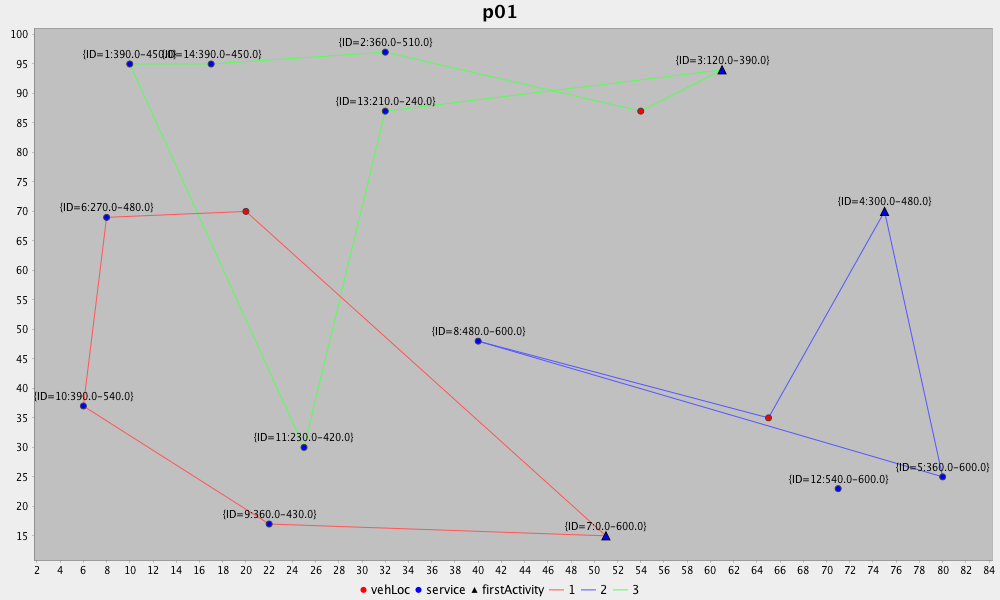 p01
100
95
90
85
80
75
70
65
60
55
50
45
40
35
30
25
20
15
{ID=2:360.0–510.0}
{ID=1:390.0–450.0}
{ID=14:390.0–450.0}
{ID=3:120.0–390.0}
{ID=13:210.0–240.0}
{ID=6:270.0–480.0}
{ID=4:300.0–480.0}
{ID=8:480.0–600.0}
{ID=10:390.0–540.0}
{ID=11:230.0–420.0}
{ID=5:360.0–600.0}
{ID=12:540.0–600.0}
{ID=9:360.0–430.0}
{ID=7:0.0–600.0}
2 4 6 8 10 12 14 16 18 20 22 24 26 28 30 32 34 36 38 40 42 44 46 48 50 52 54 56 58 60 62 64 66 68 70 72 74 76 78 80 82 84
vehLoc service firstActivity 1 2 3